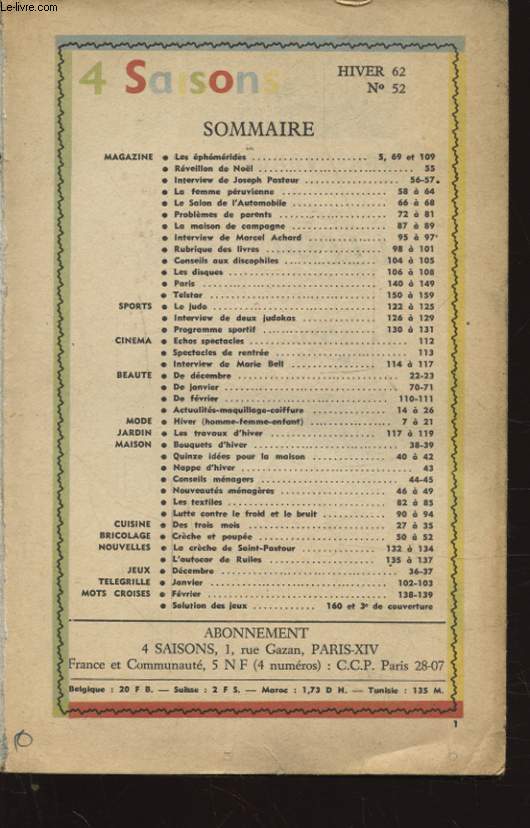 Le-livre.com
4 Saisons
HIVER 62
Nº 52
SOMMAIRE
MAGAZINE ● Les éphémérides .......... 5, 69 et 109
● Réveillon de Noël .......... 55
● Interview de Joseph Pasteur .......... 56-57
● La femme péruvienne .......... 58 à 64
● Le Salon de l'Automobile .......... 66 à 68
● Problèmes de parents .......... 72 à 81
● La maison de campagne .......... 87 à 89
● Interview de Marcel Achard .......... 95 à 97
● Rubrique des livres .......... 98 à 101
● Conseils aux discophiles .......... 104 à 105
● Les disques .......... 106 à 108
● Paris .......... 140 à 149
● Telstar .......... 150 à 159
SPORTS ● Le judo .......... 122 à 125
● Interview de deux judokas .......... 126 à 129
● Programme sportif .......... 130 à 131
CINEMA ● Echos spectacles .......... 112
● Spectacles de rentrée .......... 113
● Interview de Marie Bell .......... 114 à 117
BEAUTE ● De décembre .......... 22-23
● De janvier .......... 70-71
● De février .......... 110-111
● Actualités-maquillage-coiffure .......... 14 à 26
MODE ● Hiver (homme-femme-enfant) .......... 7 à 21
JARDIN ● Les travaux d'hiver .......... 117 à 119
MAISON ● Bouquets d'hiver .......... 38-39
● Quinze idées pour la maison .......... 40 à 42
● Nappe d'hiver .......... 43
● Conseils ménagers .......... 44-45
● Nouveautés ménagères .......... 46 à 49
● Les textiles .......... 82 à 85
● Lutte contre le froid et le bruit .......... 90 à 94
CUISINE ● Des trois mois .......... 27 à 35
BRICOLAGE ● Crèche et poupée .......... 50 à 52
NOUVELLES ● La crèche de Saint-Pastour .......... 132 à 134
● L'autocar de Ruiles .......... 135 à 137
JEUX ● Décembre .......... 36-37
TELEGRILLE ● Janvier .......... 102-103
MOTS CROISES ● Février .......... 138-139
● Solution des jeux .......... 160 et 3e de couverture
ABONNEMENT
4 SAISONS, 1, rue Gazan, PARIS-XIV
France et Communauté, 5 N F (4 numéros) : C.C.P. Paris 28-07
Belgique : 20 F B. — Suisse : 2 F S. — Maroc : 1,73 D H. — Tunisie : 135 M.
1